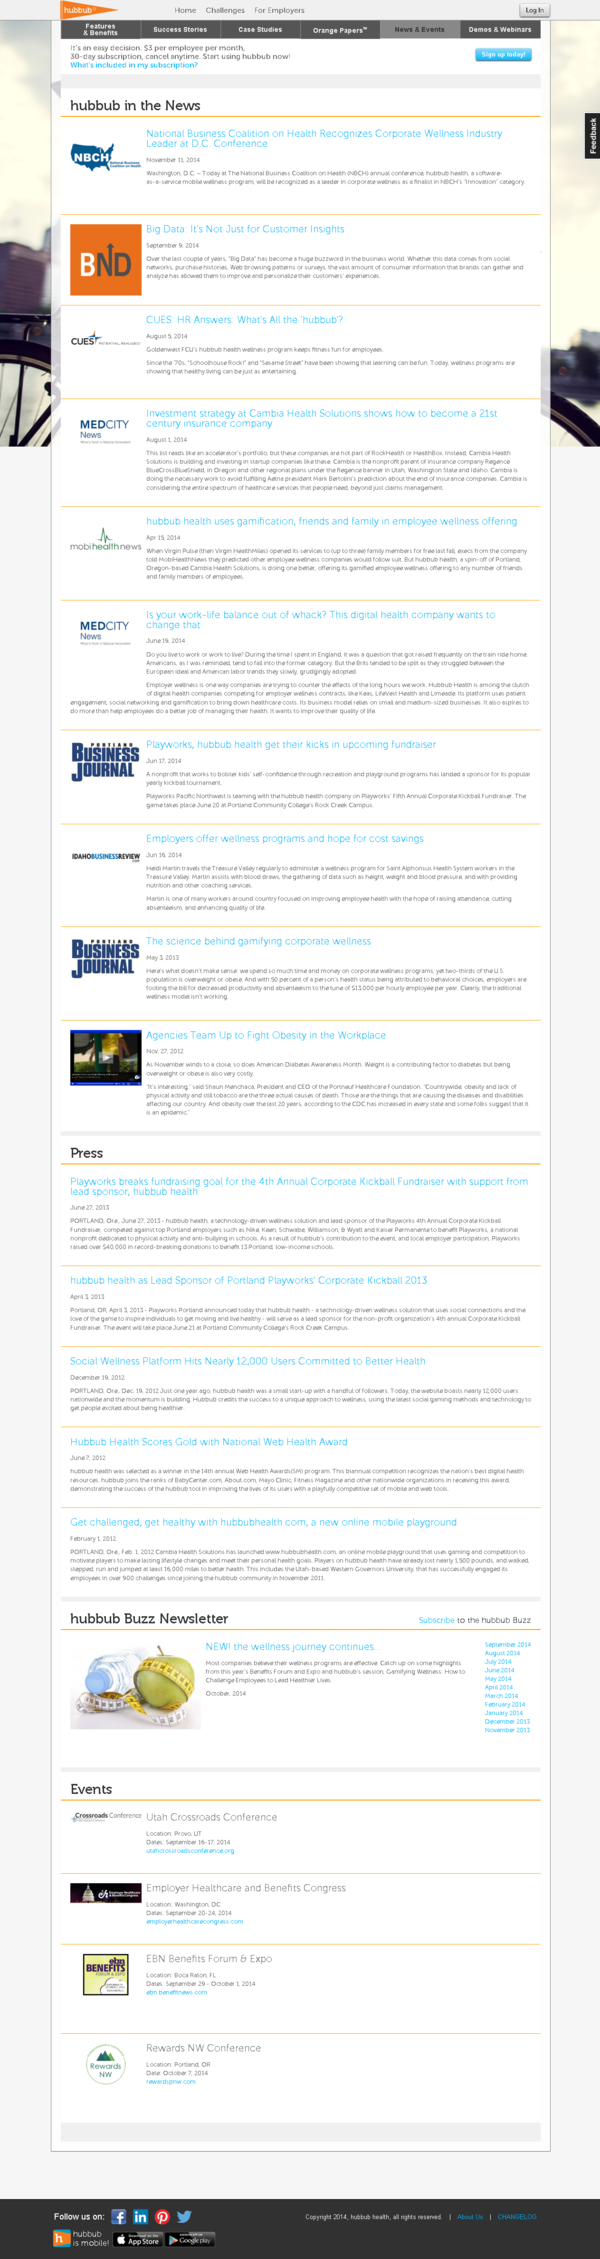 hubbub
Home Challenges For Employers
Log In
Features & Benefits
Success Stories
Case Studies
Orange Papers™
News & Events
Demos & Webinars
It's an easy decision. $3 per employee per month,
30-day subscription, cancel anytime. Start using hubbub now!
What's included in my subscription?
Sign up today!
Feedback
hubbub in the News
NBCH National Business Coalition on Health
National Business Coalition on Health Recognizes Corporate Wellness Industry
Leader at D.C. Conference
November 11, 2014
Washington, D.C. – Today at The National Business Coalition on Health (NBCH) annual conference, hubbub health, a software-
as-a-service mobile wellness program, will be recognized as a leader in corporate wellness as a finalist in NBCH's "Innovation" category.
BND
Big Data: It's Not Just for Customer Insights
September 9, 2014
Over the last couple of years, "Big Data" has become a huge buzzword in the business world. Whether this data comes from social
networks, purchase histories, Web browsing patterns or surveys, the vast amount of consumer information that brands can gather and
analyze has allowed them to improve and personalize their customers' experiences.
CUES
CUES: HR Answers: What's All the 'hubbub'?
August 5, 2014
Goldenwest FCU's hubbub health wellness program keeps fitness fun for employees.
Since the '70s, "Schoolhouse Rock!" and "Sesame Street" have been showing that learning can be fun. Today, wellness programs are
showing that healthy living can be just as entertaining.
MEDCITY
News
Investment strategy at Cambia Health Solutions shows how to become a 21st
century insurance company
August 1, 2014
This list reads like an accelerator's portfolio, but these companies are not part of RockHealth or HealthBox. Instead, Cambia Health
Solutions is building and investing in startup companies like these. Cambia is the nonprofit parent of insurance company Regence
BlueCrossBlueShield, in Oregon and other regional plans under the Regence banner in Utah, Washington State and Idaho. Cambia is
doing the necessary work to avoid fulfilling Aetna president Mark Bertolini's prediction about the end of insurance companies. Cambia is
considering the entire spectrum of healthcare services that people need, beyond just claims management.
mobihealthnews
hubbub health uses gamification, friends and family in employee wellness offering
Apr 15, 2014
When Virgin Pulse (then Virgin HealthMiles) opened its services to (up to three) family members for free last fall, execs from the company
told MobiHealthNews they predicted other employee wellness companies would follow suit. But hubbub health, a spin-off of Portland,
Oregon-based Cambia Health Solutions, is doing one better, offering its gamified employee wellness offering to any number of friends
and family members of employees.
MEDCITY
News
Is your work-life balance out of whack? This digital health company wants to
change that
June 19, 2014
Do you live to work or work to live? During the time I spent in England, it was a question that got raised frequently on the train ride home.
Americans, as I was reminded, tend to fall into the former category. But the Brits tended to be split as they struggled between the
European ideal and American labor trends they slowly, grudgingly adopted.
Employer wellness is one way companies are trying to counter the effects of the long hours we work. Hubbub Health is among the clutch
of digital health companies competing for employer wellness contracts, like Keas, LifeVest Health and Limeade. Its platform uses patient
engagement, social networking and gamification to bring down healthcare costs. Its business model relies on small and medium-sized businesses. It also aspires to
do more than help employees do a better job of managing their health. It wants to improve their quality of life.
PORTLAND
BUSINESS
JOURNAL
Playworks, hubbub health get their kicks in upcoming fundraiser
Jun 17, 2014
A nonprofit that works to bolster kids' self-confidence through recreation and playground programs has landed a sponsor for its popular
yearly kickball tournament.
Playworks Pacific Northwest is teaming with the hubbub health company on Playworks' Fifth Annual Corporate Kickball Fundraiser. The
game takes place June 20 at Portland Community College's Rock Creek Campus.
IDAHOBUSINESSREVIEW
Employers offer wellness programs and hope for cost savings
Jun 16, 2014
Heidi Martin travels the Treasure Valley regularly to administer a wellness program for Saint Alphonsus Health System workers in the
Treasure Valley. Martin assists with blood draws, the gathering of data such as height, weight and blood pressure, and with providing
nutrition and other coaching services.
Martin is one of many workers around country focused on improving employee health with the hope of raising attendance, cutting
absenteeism, and enhancing quality of life.
PORTLAND
BUSINESS
JOURNAL
The science behind gamifying corporate wellness
May 3, 2013
Here's what doesn't make sense: we spend so much time and money on corporate wellness programs, yet two-thirds of the U.S.
population is overweight or obese. And with 50 percent of a person's health status being attributed to behavioral choices, employers are
footing the bill for decreased productivity and absenteeism to the tune of $13,000 per hourly employee per year. Clearly, the traditional
wellness model isn't working.
Agencies Team Up to Fight Obesity in the Workplace
Nov. 27, 2012
As November winds to a close, so does American Diabetes Awareness Month. Weight is a contributing factor to diabetes but being
overweight or obese is also very costly.
"It's interesting," said Shaun Menchaca, President and CEO of the Portneuf Healthcare Foundation. "Countrywide, obesity and lack of
physical activity and still tobacco are the three actual causes of death. Those are the things that are causing the diseases and disabilities
affecting our country. And obesity over the last 20 years, according to the CDC has increased in every state and some folks suggest that it
is an epidemic."
Press
Playworks breaks fundraising goal for the 4th Annual Corporate Kickball Fundraiser with support from
lead sponsor, hubbub health
June 27, 2013
PORTLAND, Ore., June 27, 2013 - hubbub health, a technology-driven wellness solution and lead sponsor of the Playworks 4th Annual Corporate Kickball
Fundraiser, competed against top Portland employers such as Nike, Keen, Schwabe, Williamson, & Wyatt and Kaiser Permanente to benefit Playworks, a national
nonprofit dedicated to physical activity and anti-bullying in schools. As a result of hubbub's contribution to the event, and local employer participation, Playworks
raised over $40,000 in record-breaking donations to benefit 13 Portland, low-income schools.
hubbub health as Lead Sponsor of Portland Playworks' Corporate Kickball 2013
April 3, 2013
Portland, OR, April 3, 2013 - Playworks Portland announced today that hubbub health - a technology-driven wellness solution that uses social connections and the
love of the game to inspire individuals to get moving and live healthy - will serve as a lead sponsor for the non-profit organization's 4th annual Corporate Kickball
Fundraiser. The event will take place June 21 at Portland Community College's Rock Creek Campus.
Social Wellness Platform Hits Nearly 12,000 Users Committed to Better Health
December 19, 2012
PORTLAND, Ore., Dec. 19, 2012 Just one year ago, hubbub health was a small start-up with a handful of followers. Today, the website boasts nearly 12,000 users
nationwide and the momentum is building. Hubbub credits the success to a unique approach to wellness, using the latest social gaming methods and technology to
get people excited about being healthier.
Hubbub Health Scores Gold with National Web Health Award
June 7, 2012
hubbub health was selected as a winner in the 14th annual Web Health Awards(SM) program. This biannual competition recognizes the nation's best digital health
resources. hubbub joins the ranks of BabyCenter.com, About.com, Mayo Clinic, Fitness Magazine and other nationwide organizations in receiving this award,
demonstrating the success of the hubbub tool in improving the lives of its users with a playfully competitive set of mobile and web tools.
Get challenged, get healthy with hubbubhealth.com, a new online mobile playground
February 1, 2012
PORTLAND, Ore., Feb. 1, 2012 Cambia Health Solutions has launched www.hubbubhealth.com, an online mobile playground that uses gaming and competition to
motivate players to make lasting lifestyle changes and meet their personal health goals. Players on hubbub health have already lost nearly 1,500 pounds, and walked,
stepped, run and jumped at least 16,000 miles to better health. This includes the Utah-based Western Governors University, that has successfully engaged its
employees in over 900 challenges since joining the hubbub community in November 2011.
hubbub Buzz Newsletter
Subscribe to the hubbub Buzz
NEW! the wellness journey continues...
Most companies believe their wellness programs are effective. Catch up on some highlights
from this year's Benefits Forum and Expo and hubbub's session, Gamifying Wellness: How to
Challenge Employees to Lead Healthier Lives.
October, 2014
September 2014
August 2014
July 2014
June 2014
May 2014
April 2014
March 2014
February 2014
January 2014
December 2013
November 2013
Events
Crossroads Conference
Utah Crossroads Conference
Location: Provo, UT
Dates: September 16-17, 2014
utahcrossroadsconference.org
Employer Healthcare and Benefits Congress
Location: Washington, DC
Dates: September 20-24, 2014
employerhealthcarecongress.com
ebn
BENEFITS
FORUM & EXPO
EBN Benefits Forum & Expo
Location: Boca Raton, FL
Dates: September 29 - October 1, 2014
ebn.benefitnews.com
Rewards
NW
Rewards NW Conference
Location: Portland, OR
Date: October 7, 2014
rewardspnw.com
Follow us on:
Copyright 2014, hubbub health, all rights reserved. | About Us | CHANGELOG
hubbub
is mobile!
App Store
Google play